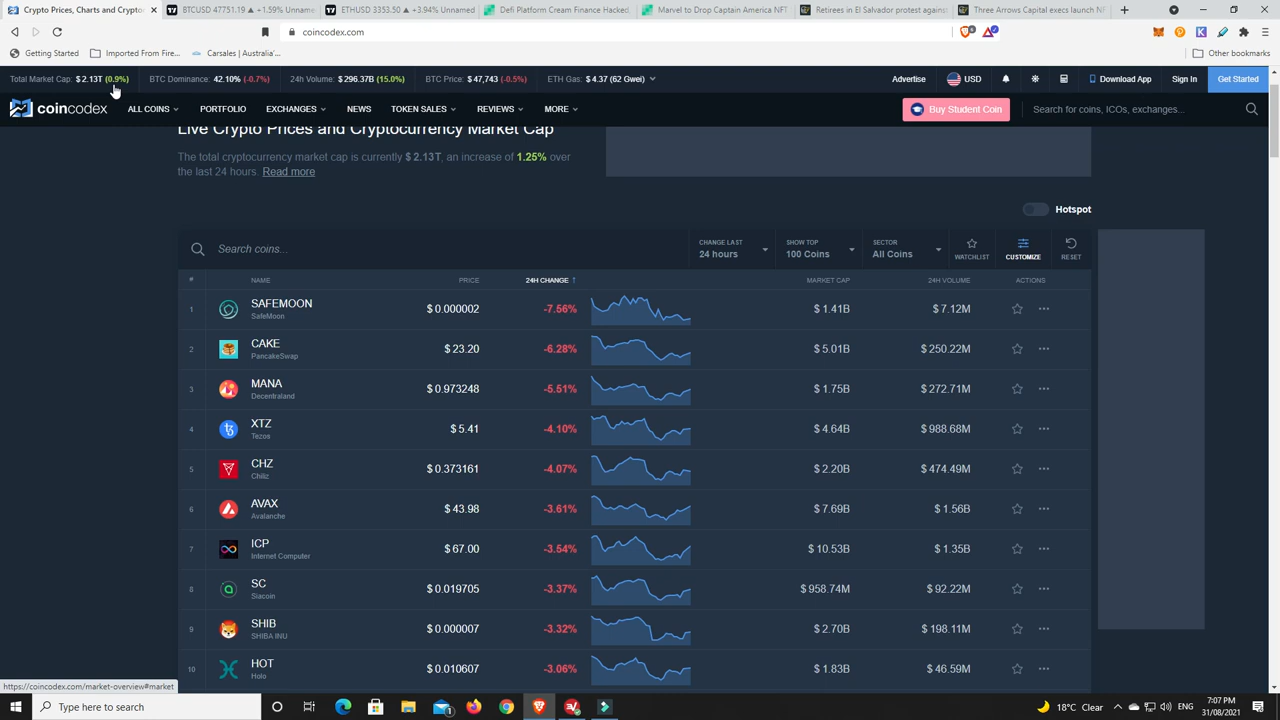 Crypto Prices, Charts and Cryptoc
BTCUSD 47751.19 ▲ +1.59% Unname
ETHUSD 3353.50 ▲ +3.94% Unnamed
Defi Platform Cream Finance Hacked,
Marvel to Drop Captain America NFT
Retirees in El Salvador protest against
Three Arrows Capital execs launch NF
coincodex.com
Getting Started
Imported From Fire...
Carsales | Australia'...
Other bookmarks
Total Market Cap: $ 2.13T (0.9%)
BTC Dominance: 42.10% (-0.7%)
24h Volume: $ 296.37B (15.0%)
BTC Price: $ 47,743 (-0.5%)
ETH Gas: $ 4.37 (62 Gwei)
Advertise
USD
Download App
Sign In
Get Started
coincodex
ALL COINS
PORTFOLIO
EXCHANGES
NEWS
TOKEN SALES
REVIEWS
MORE
Buy Student Coin
Search for coins, ICOs, exchanges...
Live Crypto Prices and Cryptocurrency Market Cap
The total cryptocurrency market cap is currently $ 2.13T, an increase of 1.25% over
the last 24 hours. Read more
Hotspot
Search coins...
CHANGE LAST
24 hours
SHOW TOP
100 Coins
SECTOR
All Coins
WATCHLIST
CUSTOMIZE
RESET
# NAME PRICE 24H CHANGE ↑ MARKET CAP 24H VOLUME ACTIONS
1 SAFEMOON $ 0.000002 -7.56% $ 1.41B $ 7.12M
SafeMoon
2 CAKE $ 23.20 -6.28% $ 5.01B $ 250.22M
PancakeSwap
3 MANA $ 0.973248 -5.51% $ 1.75B $ 272.71M
Decentraland
4 XTZ $ 5.41 -4.10% $ 4.64B $ 988.68M
Tezos
5 CHZ $ 0.373161 -4.07% $ 2.20B $ 474.49M
Chiliz
6 AVAX $ 43.98 -3.61% $ 7.69B $ 1.56B
Avalanche
7 ICP $ 67.00 -3.54% $ 10.53B $ 1.35B
Internet Computer
8 SC $ 0.019705 -3.37% $ 958.74M $ 92.22M
Siacoin
9 SHIB $ 0.000007 -3.32% $ 2.70B $ 198.11M
SHIBA INU
10 HOT $ 0.010607 -3.06% $ 1.83B $ 46.59M
Holo
https://coincodex.com/market-overview#market
Type here to search
18°C Clear
ENG
7:07 PM
31/08/2021